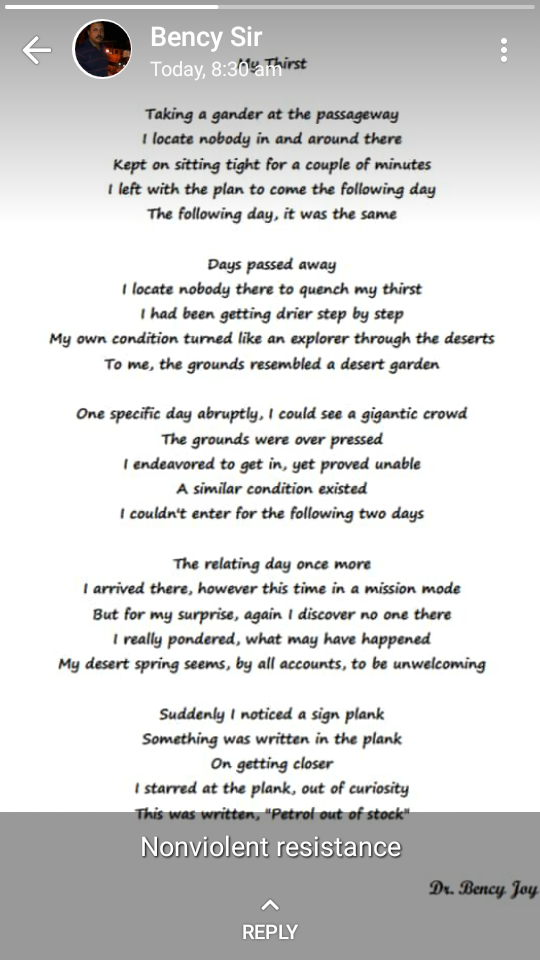 Bency Sir
Today, 8:30 am
My Thirst
Taking a gander at the passageway
I locate nobody in and around there
Kept on sitting tight for a couple of minutes
I left with the plan to come the following day
The following day, it was the same
Days passed away
I locate nobody there to quench my thirst
I had been getting drier step by step
My own condition turned like an explorer through the deserts
To me, the grounds resembled a desert garden
One specific day abruptly, I could see a gigantic crowd
The grounds were over pressed
I endeavored to get in, yet proved unable
A similar condition existed
I couldn't enter for the following two days
The relating day once more
I arrived there, however this time in a mission mode
But for my surprise, again I discover no one there
I really pondered, what may have happened
My desert spring seems, by all accounts, to be unwelcoming
Suddenly I noticed a sign plank
Something was written in the plank
On getting closer
I starred at the plank, out of curiosity
This was written, "Petrol out of stock"
Nonviolent resistance
Dr. Bency Joy
REPLY